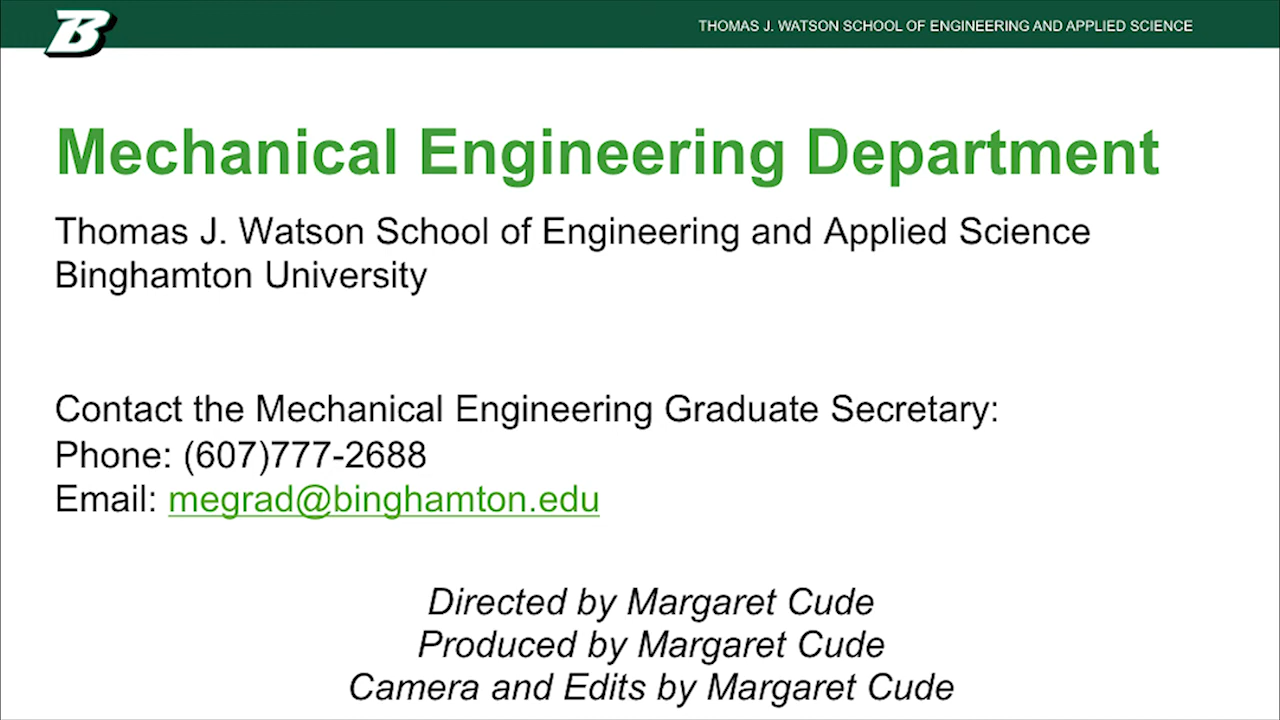 B
THOMAS J. WATSON SCHOOL OF ENGINEERING AND APPLIED SCIENCE
Mechanical Engineering Department
Thomas J. Watson School of Engineering and Applied Science
Binghamton University
Contact the Mechanical Engineering Graduate Secretary:
Phone: (607)777-2688
Email: megrad@binghamton.edu
Directed by Margaret Cude
Produced by Margaret Cude
Camera and Edits by Margaret Cude